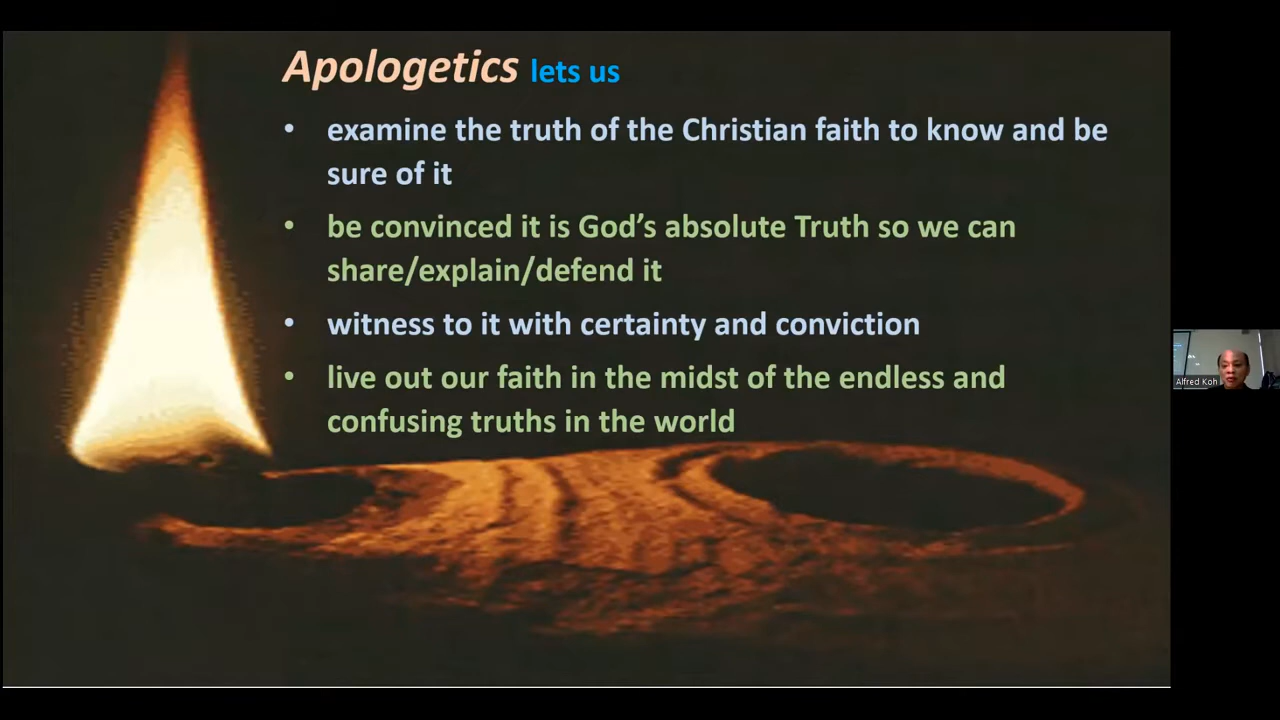 Apologetics lets us
• examine the truth of the Christian faith to know and be
sure of it
• be convinced it is God’s absolute Truth so we can
share/explain/defend it
• witness to it with certainty and conviction
• live out our faith in the midst of the endless and
confusing truths in the world
Alfred Koh